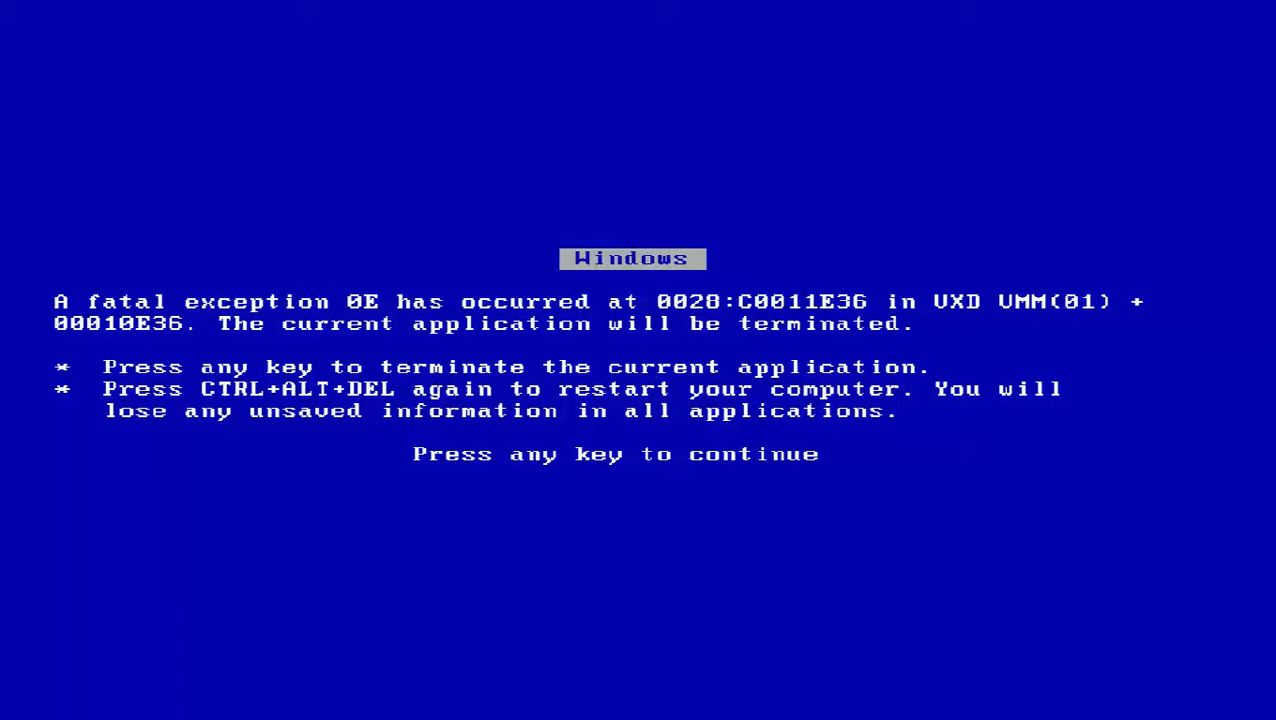 Windows
A fatal exception 0E has occurred at 0028:C0011E36 in VXD VMM(01) +
00010E36. The current application will be terminated.
* Press any key to terminate the current application.
* Press CTRL+ALT+DEL again to restart your computer. You will
lose any unsaved information in all applications.
Press any key to continue